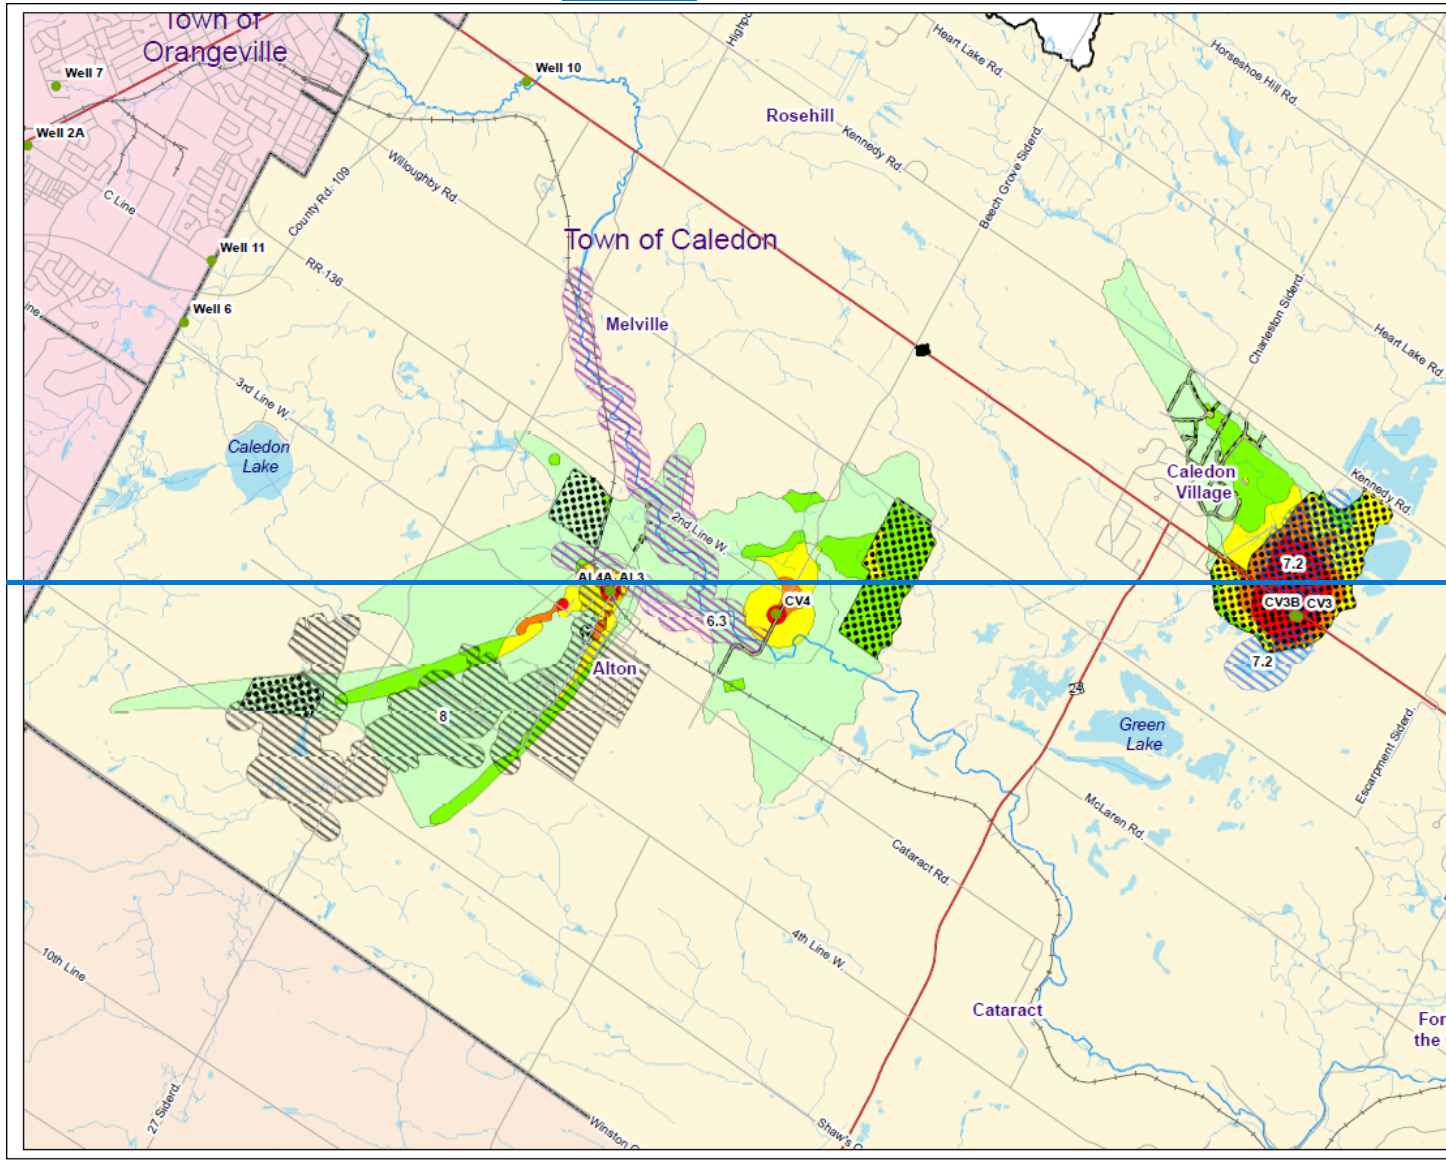 Town of
Orangeville
Highpo
Heart Lake Rd.
Horseshoe Hill Rd.
Well 7
Well 10
Rosehill
Well 2A
Kennedy Rd.
Willoughby Rd.
Beech Grove Siderd.
C Line
County Rd. 109
Town of Caledon
Well 11
RR-136
Charleston Siderd.
Well 6
ine
Melville
Heart Lake Rd.
3rd Line W.
Caledon
Lake
Caledon
Village
Kennedy Rd.
2nd Line W.
7.2
AL4A AL3
CV4
CV3B CV3
6.3
Alton
7.2
24
8
Green
Lake
Escarpment Siderd.
McLaren Rd.
Cataract Rd.
4th Line W.
10th Line
Cataract
For
the
27 Siderd.
Winston C
Shaw's C